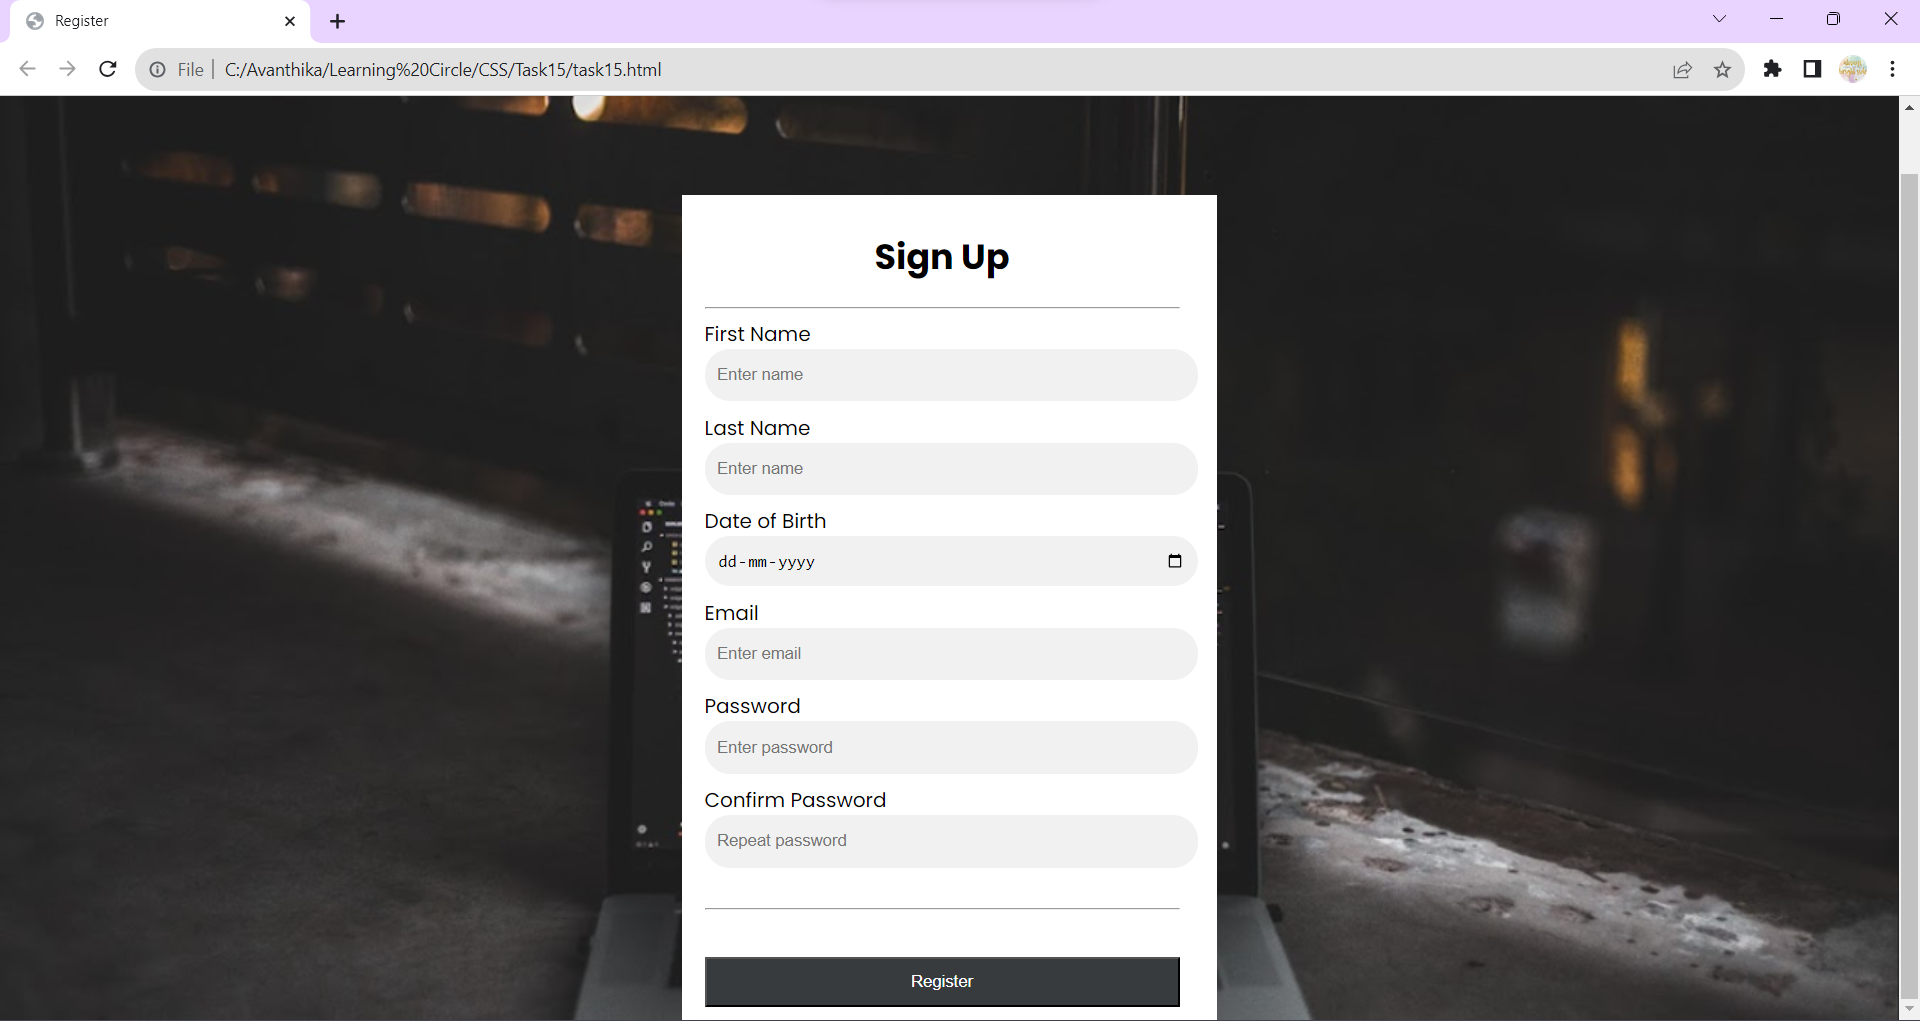 Register
File
C:/Avanthika/Learning%20Circle/CSS/Task15/task15.html
Sign Up
First Name
Enter name
Last Name
Enter name
Date of Birth
dd-mm-yyyy
Email
Enter email
Password
Enter password
Confirm Password
Repeat password
Register